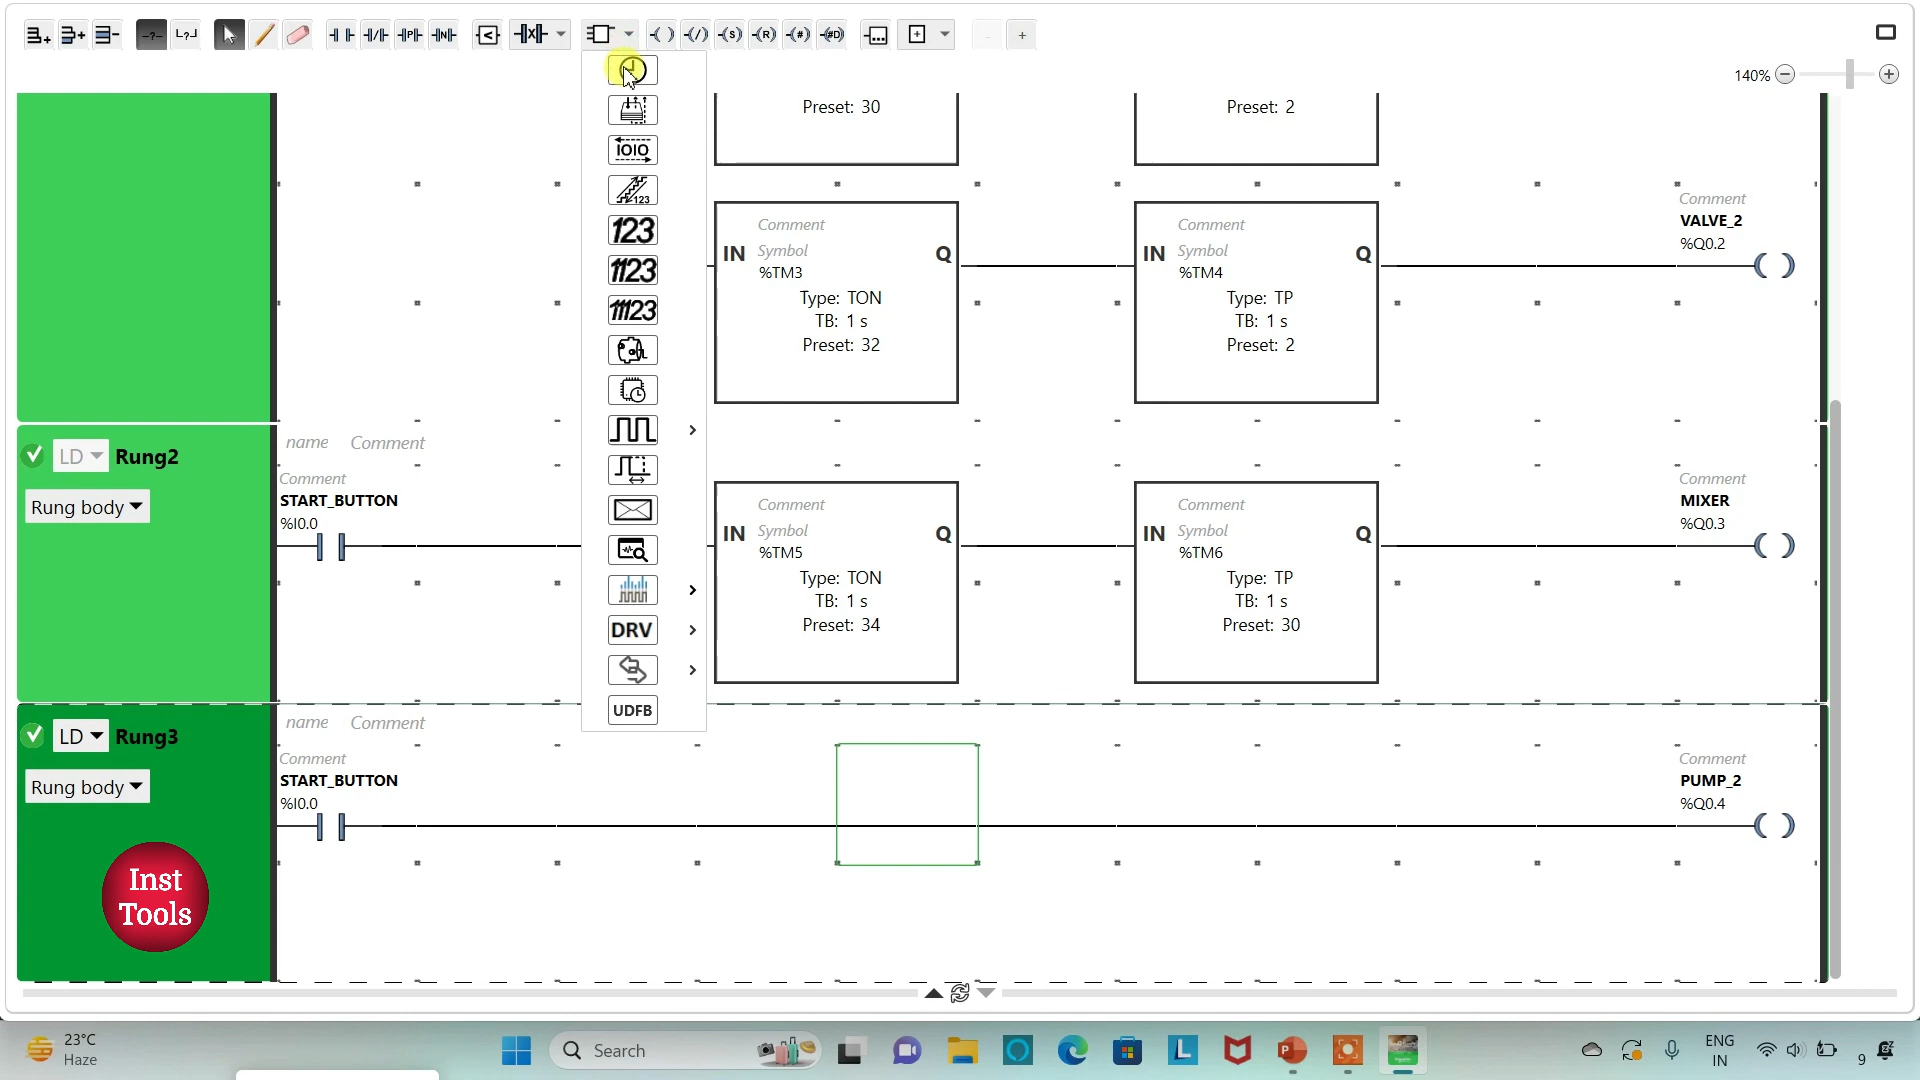 140%
Preset: 30
Preset: 2
Comment
VALVE_2
%Q0.2
IN
Comment
Symbol
%TM3
Q
Type: TON
TB: 1 s
Preset: 32
IN
Comment
Symbol
%TM4
Q
Type: TP
TB: 1 s
Preset: 2
IOIO
123
123
1123
11123
DRV
UDFB
LD
Rung2
name
Comment
Rung body
Comment
START_BUTTON
%I0.0
IN
Comment
Symbol
%TM5
Q
Type: TON
TB: 1 s
Preset: 34
IN
Comment
Symbol
%TM6
Q
Type: TP
TB: 1 s
Preset: 30
Comment
MIXER
%Q0.3
LD
Rung3
name
Comment
Rung body
Comment
START_BUTTON
%I0.0
Comment
PUMP_2
%Q0.4
Inst
Tools
23°C
Haze
Search
ENG
IN
9